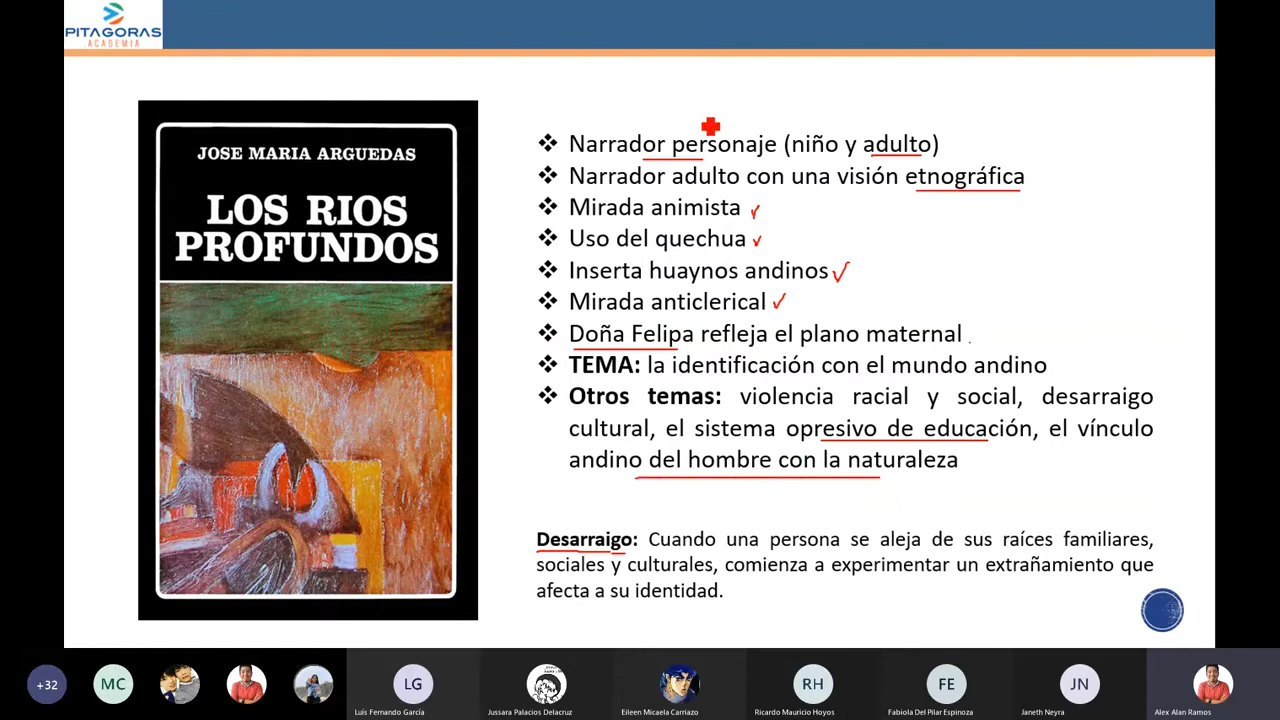 PITAGORAS
ACADEMIA
JOSE MARIA ARGUEDAS
LOS RIOS
PROFUNDOS
❖ Narrador personaje (niño y adulto)
❖ Narrador adulto con una visión etnográfica
❖ Mirada animista
❖ Uso del quechua
❖ Inserta huaynos andinos
❖ Mirada anticlerical
❖ Doña Felipa refleja el plano maternal
❖ TEMA: la identificación con el mundo andino
❖ Otros temas: violencia racial y social, desarraigo
cultural, el sistema opresivo de educación, el vínculo
andino del hombre con la naturaleza
Desarraigo: Cuando una persona se aleja de sus raíces familiares,
sociales y culturales, comienza a experimentar un extrañamiento que
afecta a su identidad.
+32
MC
LG
RH
FE
JN
Luis Fernando García
Jussara Palacios Delacruz
Eileen Micaela Carriazo
Ricardo Mauricio Hoyos
Fabiola Del Pilar Espinoza
Janeth Neyra
Alex Alan Ramos